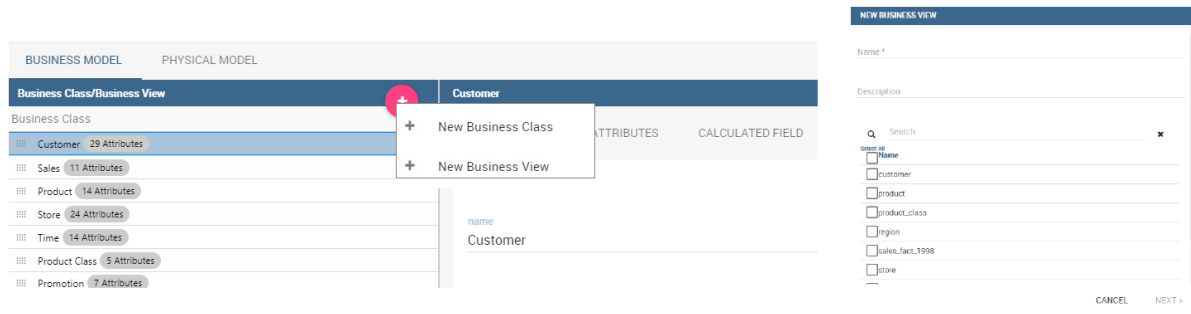 BUSINESS MODEL PHYSICAL MODEL
Business Class/Business View
Business Class
Customer 29 Attributes
Sales 11 Attributes
Product 14 Attributes
Store 24 Attributes
Time 14 Attributes
Product Class 5 Attributes
Promotion 7 Attributes
+
+ New Business Class
+ New Business View
Customer
ATTRIBUTES CALCULATED FIELD
name
Customer
NEW BUSINESS VIEW
Name *
Description
Search
Select All
Name
customer
product
product_class
region
sales_fact_1998
store
CANCEL NEXT >